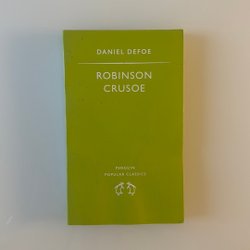 DANIEL DEFOE
ROBINSON
CRUSOE
PENGUIN
POPULAR CLASSICS